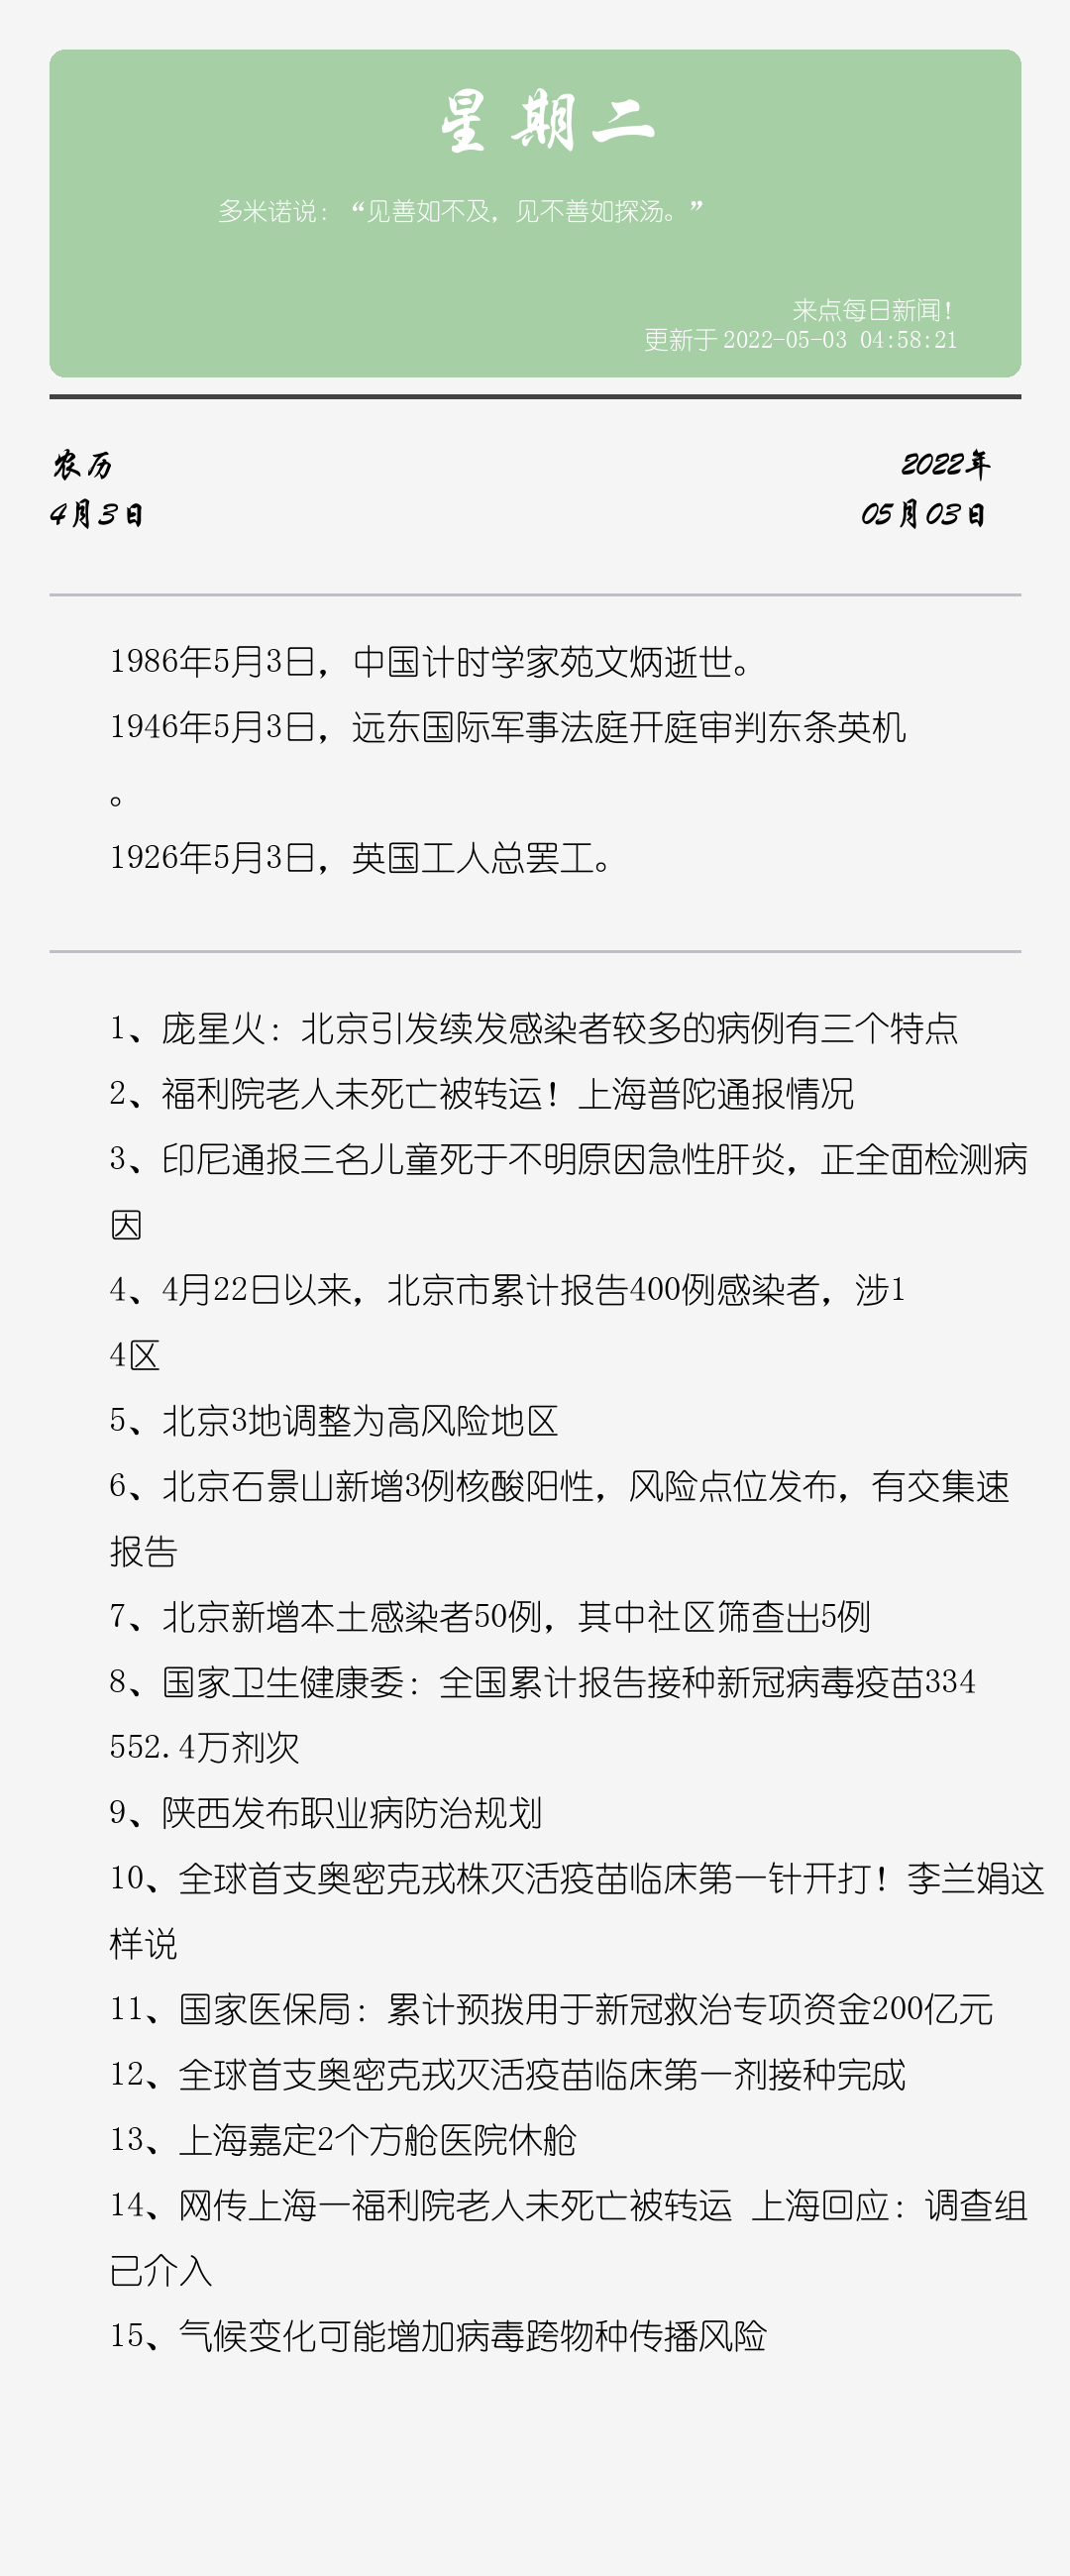 星期二
多米诺说：“见善如不及，见不善如探汤。”
来点每日新闻！
更新于 2022-05-03 04:58:21
农历
4月3日
2022年
05月03日
1986年5月3日，中国计时学家苑文炳逝世。
1946年5月3日，远东国际军事法庭开庭审判东条英机
。
1926年5月3日，英国工人总罢工。
1、庞星火：北京引发续发感染者较多的病例有三个特点
2、福利院老人未死亡被转运！上海普陀通报情况
3、印尼通报三名儿童死于不明原因急性肝炎，正全面检测病
因
4、4月22日以来，北京市累计报告400例感染者，涉1
4区
5、北京3地调整为高风险地区
6、北京石景山新增3例核酸阳性，风险点位发布，有交集速
报告
7、北京新增本土感染者50例，其中社区筛查出5例
8、国家卫生健康委：全国累计报告接种新冠病毒疫苗334
552.4万剂次
9、陕西发布职业病防治规划
10、全球首支奥密克戎株灭活疫苗临床第一针开打！李兰娟这
样说
11、国家医保局：累计预拨用于新冠救治专项资金200亿元
12、全球首支奥密克戎灭活疫苗临床第一剂接种完成
13、上海嘉定2个方舱医院休舱
14、网传上海一福利院老人未死亡被转运 上海回应：调查组
已介入
15、气候变化可能增加病毒跨物种传播风险